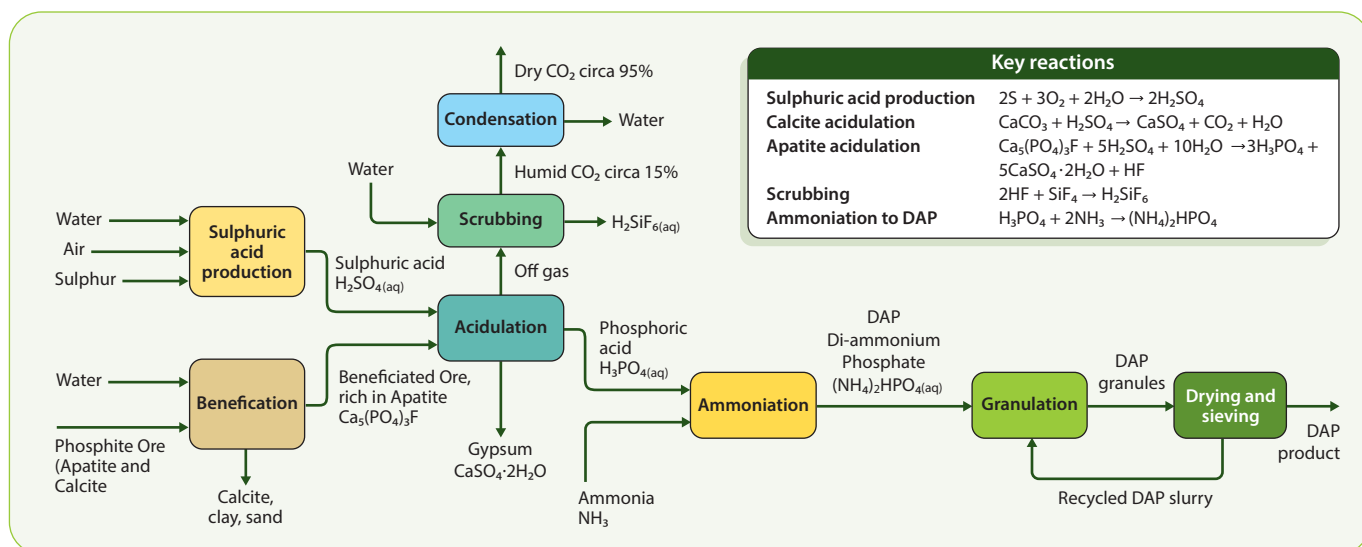 Key reactions
Sulphuric acid production 2S + 3O₂ + 2H₂O → 2H₂SO₄
Calcite acidulation CaCO₃ + H₂SO₄→ CaSO₄ + CO₂ + H₂O
Apatite acidulation Ca₅(PO₄)₃F + 5H₂SO₄ + 10H₂O →3H₃PO₄ +
5CaSO₄·2H₂O + HF
Scrubbing 2HF + SiF₄ → H₂SiF₆
Ammoniation to DAP H₃PO₄ + 2NH₃ → (NH₄)₂HPO₄
Dry CO₂ circa 95%
Condensation
Water
Humid CO₂ circa 15%
Water
Scrubbing
H₂SiF₆(aq)
Off gas
Water
Air
Sulphur
Sulphuric
acid
production
Sulphuric acid
H₂SO₄(aq)
Acidulation
Water
Phosphite Ore
(Apatite and
Calcite
Benefication
Calcite,
clay, sand
Beneficiated Ore,
rich in Apatite
Ca₅(PO₄)₃F
Gypsum
CaSO₄·2H₂O
Phosphoric
acid
H₃PO₄(aq)
Ammonia
NH₃
Ammoniation
DAP
Di-ammonium
Phosphate
(NH₄)₂HPO₄(aq)
Granulation
DAP
granules
Drying and
sieving
DAP
product
Recycled DAP slurry